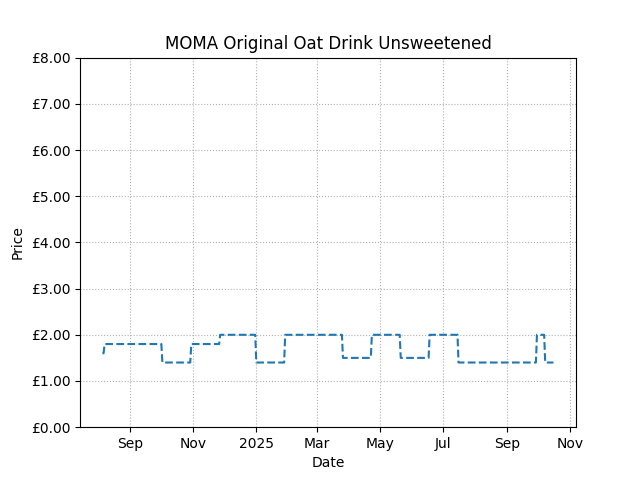 MOMA Original Oat Drink Unsweetened
£8.00
£7.00
£6.00
£5.00
£4.00
£3.00
£2.00
£1.00
£0.00
Price
Sep Nov 2025 Mar May Jul Sep Nov
Date